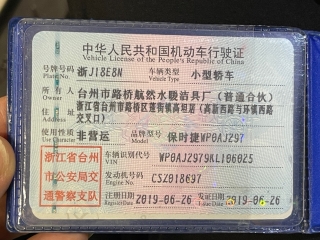 中华人民共和国机动车行驶证
Vehicle License of the People's Republic of China
号牌号码 浙J18E8N 车辆类型 小型轿车
Plate No. Vehicle Type
所有人 台州市路桥航然水暖洁具厂（普通合伙）
Owner
住址 浙江省台州市路桥区蓬街镇高坦居（高新西路与环镇西路交叉口）
Address
使用性质 非营运 品牌型号 保时捷WP0AJZ97
浙江省台州市公安局交通警察支队
车辆识别代号 WP0AJZ979KL106025
VIN
发动机号码 CSZ018697
Engine No.
注册日期 2019-06-26 发证日期 2019-06-26
Register Date Issue Date